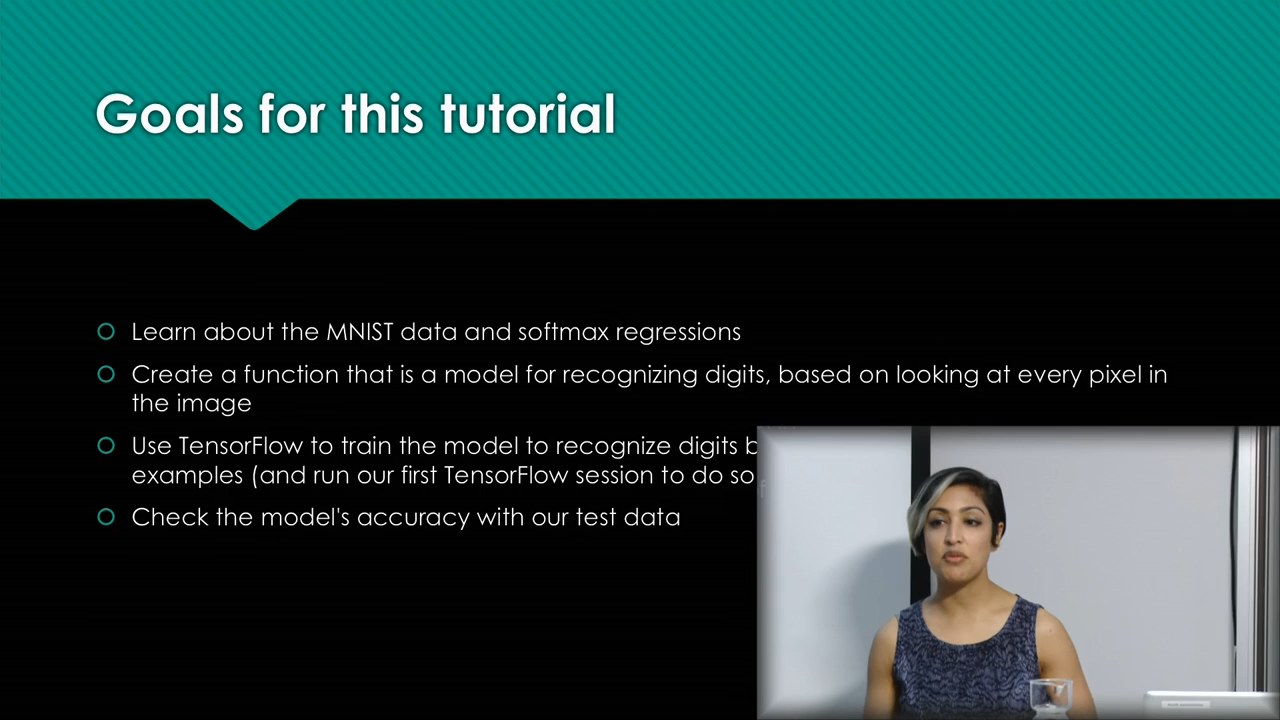 Goals for this tutorial
Learn about the MNIST data and softmax regressions
Create a function that is a model for recognizing digits, based on looking at every pixel in
the image
Use TensorFlow to train the model to recognize digits
examples (and run our first TensorFlow session to do so
Check the model's accuracy with our test data